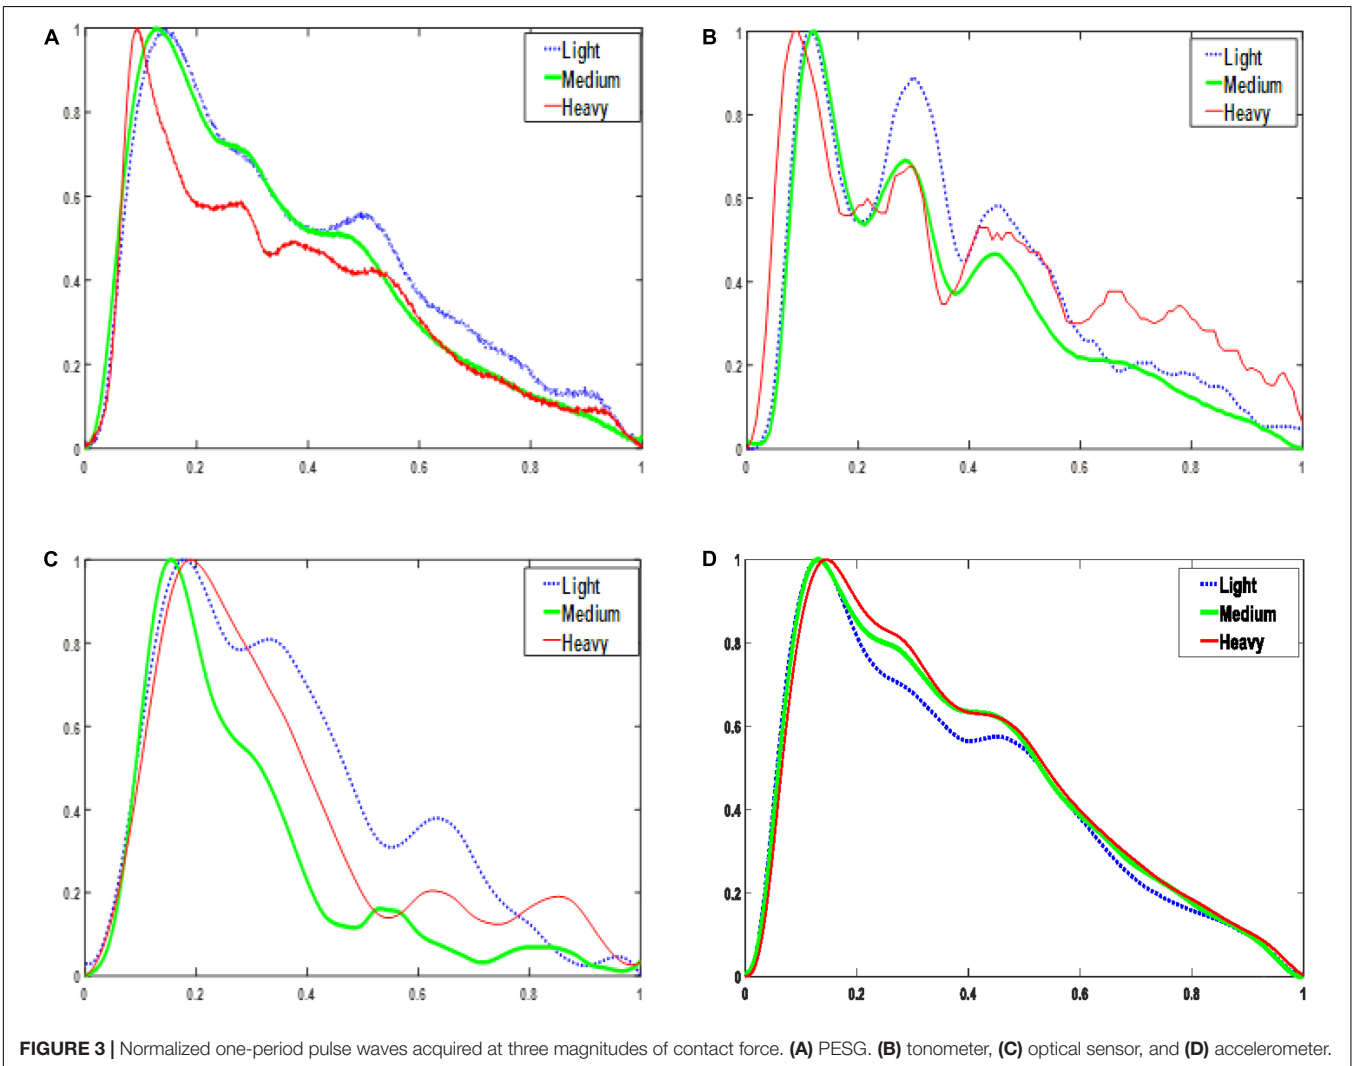 A
Light
Medium
Heavy
1
0.8
0.6
0.4
0.2
0
0 0.2 0.4 0.6 0.8 1
B
Light
Medium
Heavy
1
0.8
0.6
0.4
0.2
0
0 0.2 0.4 0.6 0.8 1
C
Light
Medium
Heavy
1
0.8
0.6
0.4
0.2
0
0 0.2 0.4 0.6 0.8 1
D
Light
Medium
Heavy
1
0.8
0.6
0.4
0.2
0
0 0.2 0.4 0.6 0.8 1
FIGURE 3 | Normalized one-period pulse waves acquired at three magnitudes of contact force. (A) PESG. (B) tonometer, (C) optical sensor, and (D) accelerometer.